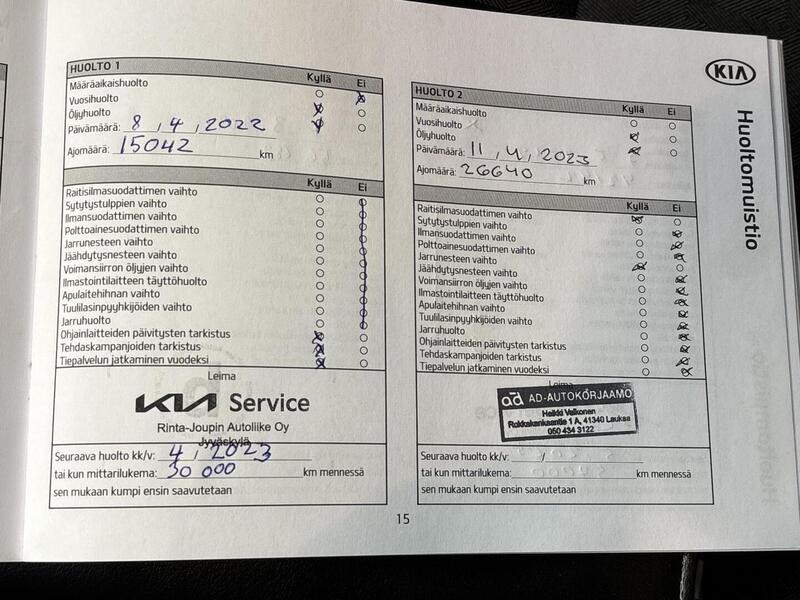 HUOLTO 1
Kyllä Ei
Määräaikaishuolto
Vuosihuolto
Öljyhuolto
Päivämäärä: 8 , 4 , 2022
Ajomäärä: 15042 km
Kyllä Ei
Raitisilmasuodattimen vaihto
Sytytystulppien vaihto
Ilmansuodattimen vaihto
Polttoainesuodattimen vaihto
Jarrunesteen vaihto
Jäähdytysnesteen vaihto
Voimansiirron öljyjen vaihto
Ilmastointilaitteen täyttöhuolto
Apulaitehihnan vaihto
Tuulilasinpyyhkijöiden vaihto
Jarruhuolto
Ohjainlaitteiden päivitysten tarkistus
Tehdaskampanjoiden tarkistus
Tiepalvelun jatkaminen vuodeksi
Leima
KIA Service
Rinta-Joupin Autoliike Oy
Jyväskylä
Seuraava huolto kk/v: 4 / 2023
tai kun mittarilukema: 30 000 km mennessä
sen mukaan kumpi ensin saavutetaan
HUOLTO 2
Kyllä Ei
Määräaikaishuolto
Vuosihuolto
Öljyhuolto
Päivämäärä: 11 , 4 , 2023
Ajomäärä: 26640 km
Kyllä Ei
Raitisilmasuodattimen vaihto
Sytytystulppien vaihto
Ilmansuodattimen vaihto
Polttoainesuodattimen vaihto
Jarrunesteen vaihto
Jäähdytysnesteen vaihto
Voimansiirron öljyjen vaihto
Ilmastointilaitteen täyttöhuolto
Apulaitehihnan vaihto
Tuulilasinpyyhkijöiden vaihto
Jarruhuolto
Ohjainlaitteiden päivitysten tarkistus
Tehdaskampanjoiden tarkistus
Tiepalvelun jatkaminen vuodeksi
Leima
ad AD-AUTOKORJAAMO
Heikki Velkonen
Rokkakankaantie 1 A, 41340 Laukaa
050 434 3122
Seuraava huolto kk/v: /
tai kun mittarilukema: km mennessä
sen mukaan kumpi ensin saavutetaan
KIA
Huoltomuistio
15